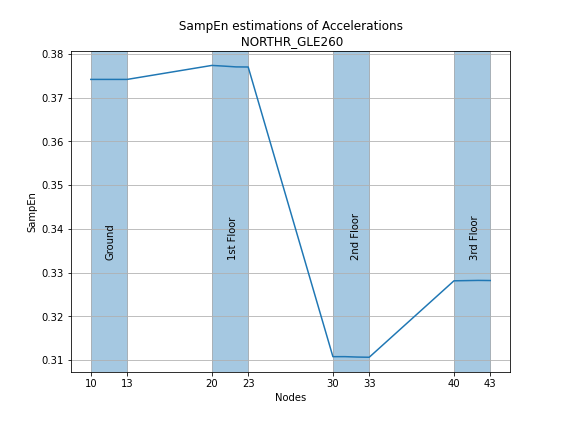 SampEn estimations of Accelerations
NORTHR_GLE260
0.38
0.37
0.36
0.35
0.34
0.33
0.32
0.31
SampEn
Ground
1st Floor
2nd Floor
3rd Floor
10 13 20 23 30 33 40 43
Nodes